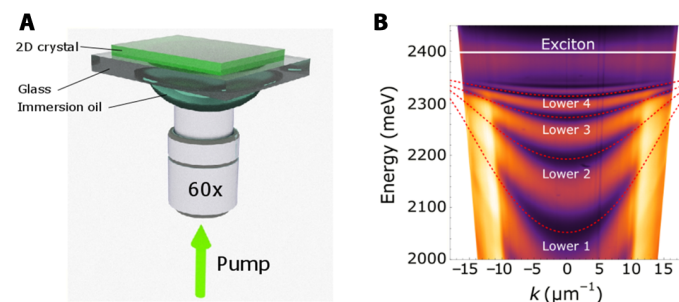 A
2D crystal
Glass
Immersion oil
60x
Pump
B
Energy (meV)
2400
2300
2200
2100
2000
Exciton
Lower 4
Lower 3
Lower 2
Lower 1
−15 −10 −5 0 5 10 15
k (μm⁻¹)